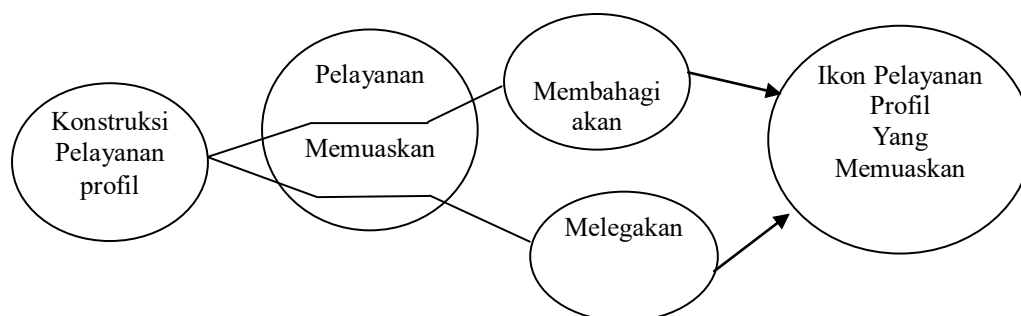 Konstruksi
Pelayanan
profil
Pelayanan
Memuaskan
Membahagi
akan
Melegakan
Ikon Pelayanan
Profil
Yang
Memuaskan